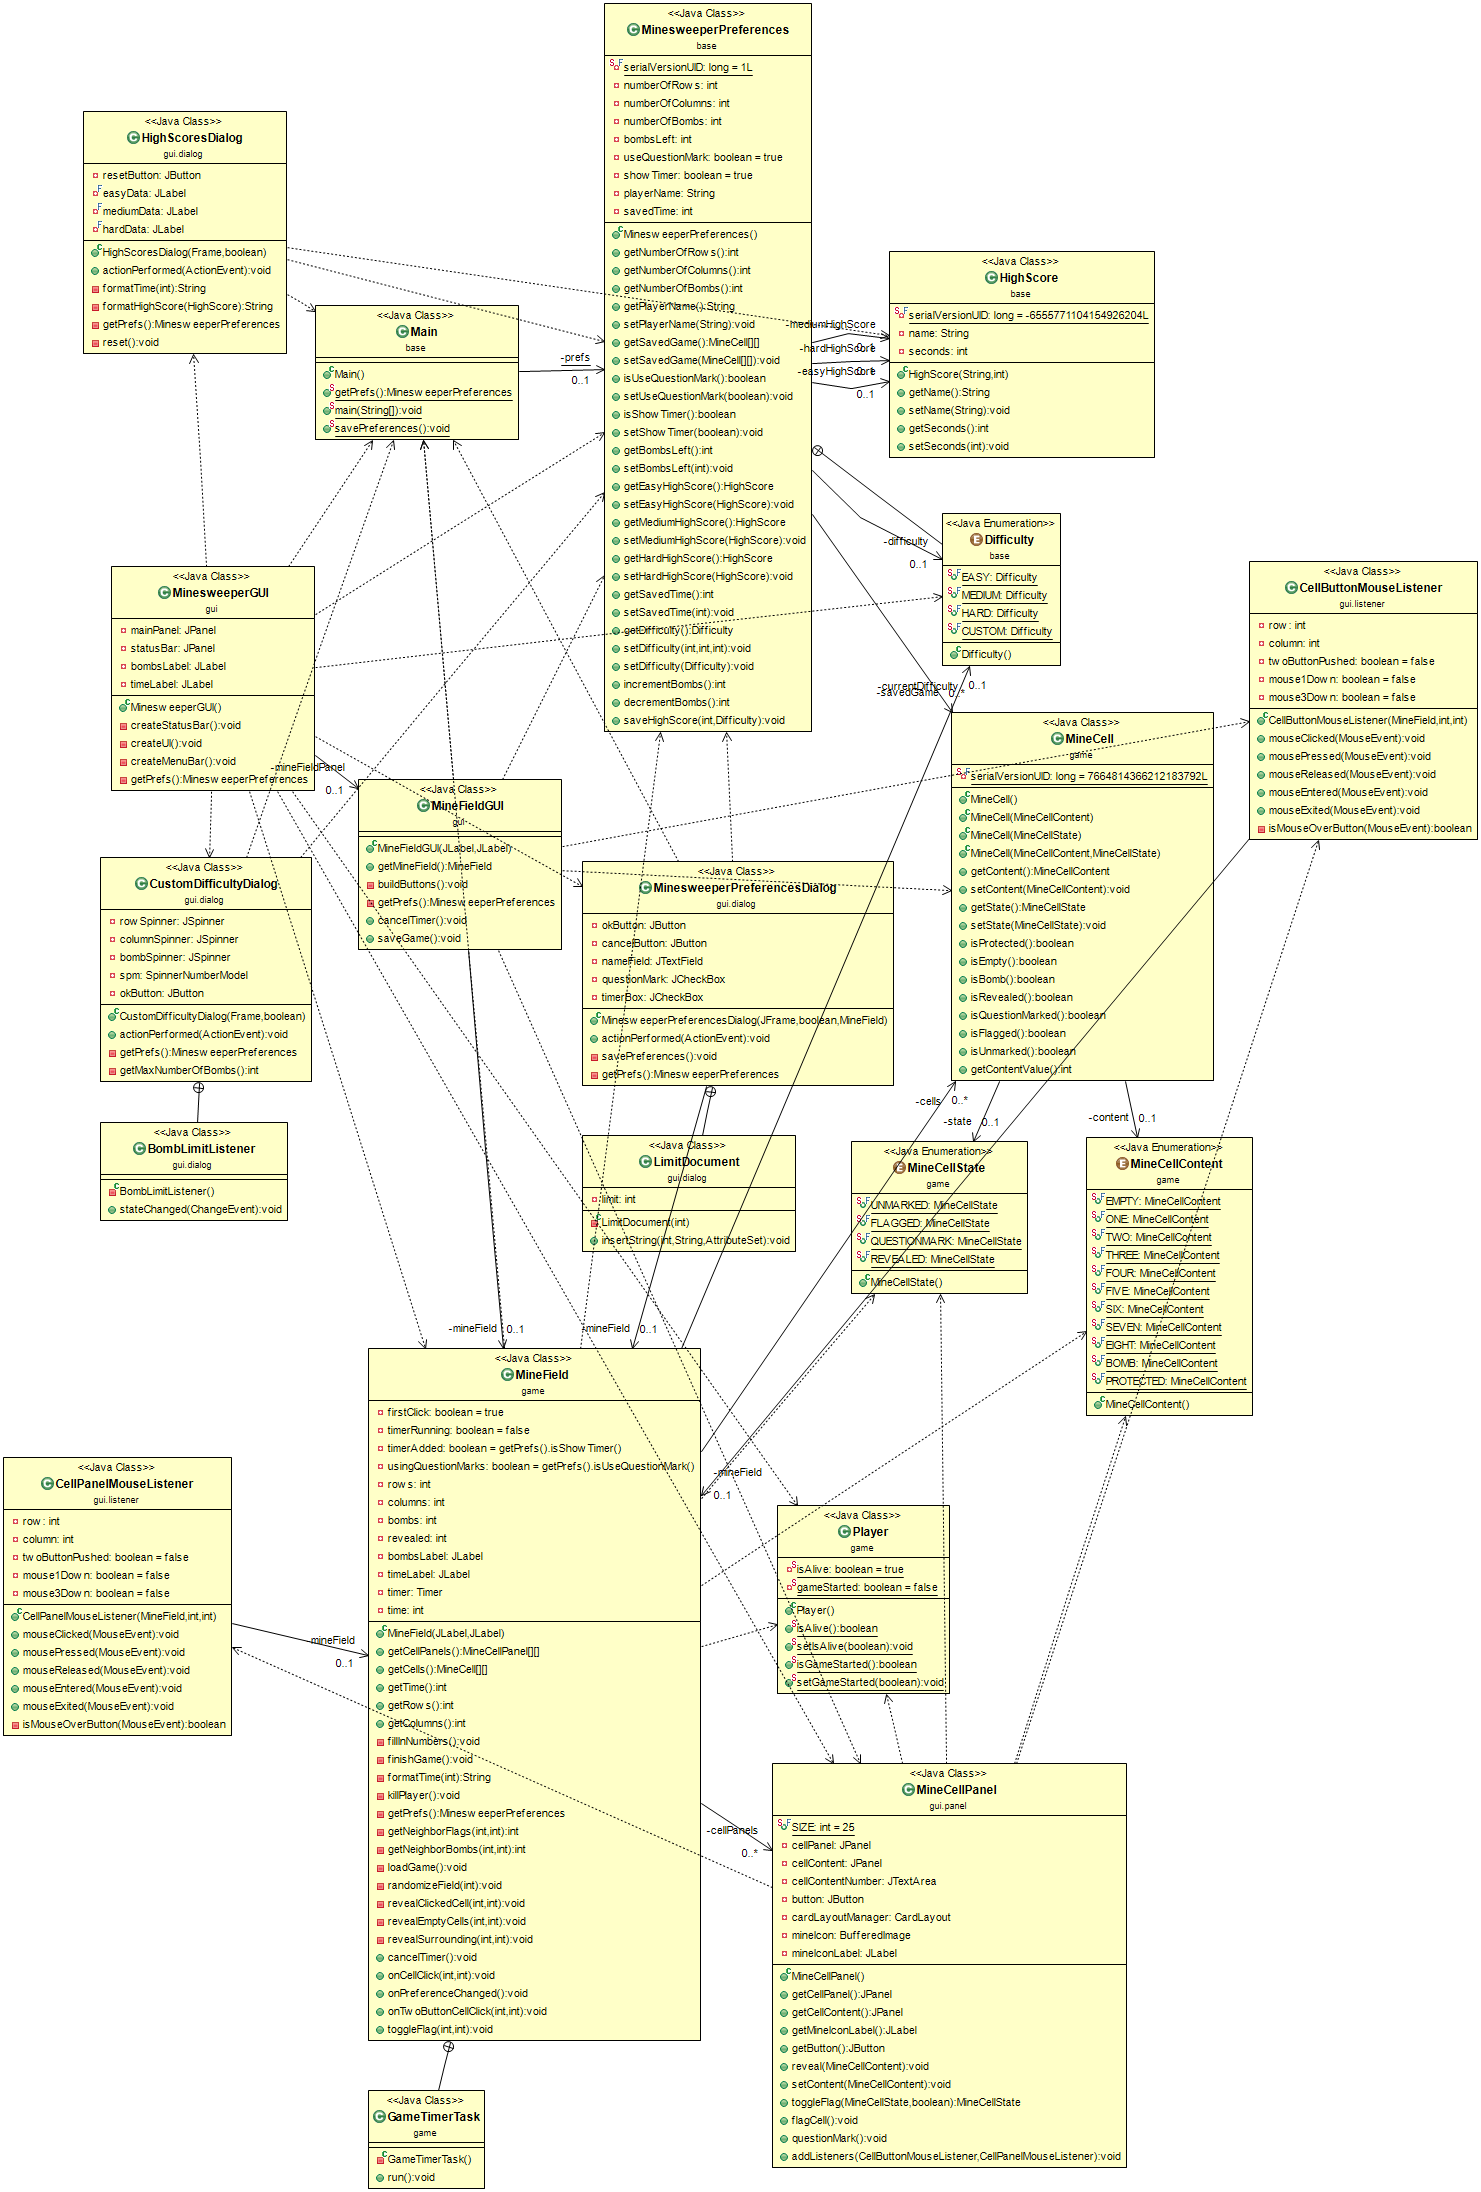 <<Java Class>>
MinesweeperPreferences
base
serialVersionUID: long = 1L
numberOfRows: int
numberOfColumns: int
numberOfBombs: int
bombsLeft: int
useQuestionMark: boolean = true
showTimer: boolean = true
playerName: String
savedTime: int
MinesweeperPreferences()
getNumberOfRows():int
getNumberOfColumns():int
getNumberOfBombs():int
getPlayerName():String
setPlayerName(String):void
getSavedGame():MineCell[][]
setSavedGame(MineCell[][]):void
isUseQuestionMark():boolean
setUseQuestionMark(boolean):void
isShowTimer():boolean
setShowTimer(boolean):void
getBombsLeft():int
setBombsLeft(int):void
getEasyHighScore():HighScore
setEasyHighScore(HighScore):void
getMediumHighScore():HighScore
setMediumHighScore(HighScore):void
getHardHighScore():HighScore
setHardHighScore(HighScore):void
getSavedTime():int
setSavedTime(int):void
getDifficulty():Difficulty
setDifficulty(int,int,int):void
setDifficulty(Difficulty):void
incrementBombs():int
decrementBombs():int
saveHighScore(int,Difficulty):void
<<Java Class>>
HighScoresDialog
gui.dialog
resetButton: JButton
easyData: JLabel
mediumData: JLabel
hardData: JLabel
HighScoresDialog(Frame,boolean)
actionPerformed(ActionEvent):void
formatTime(int):String
formatHighScore(HighScore):String
getPrefs():MinesweeperPreferences
reset():void
<<Java Class>>
Main
base
Main()
getPrefs():MinesweeperPreferences
main(String[]):void
savePreferences():void
-prefs
0..1
<<Java Class>>
HighScore
base
serialVersionUID: long = -6555771104154926204L
name: String
seconds: int
HighScore(String,int)
getName():String
setName(String):void
getSeconds():int
setSeconds(int):void
-mediumHighScore
0..1
-hardHighScore
0..1
-easyHighScore
0..1
<<Java Enumeration>>
Difficulty
base
EASY: Difficulty
MEDIUM: Difficulty
HARD: Difficulty
CUSTOM: Difficulty
Difficulty()
-difficulty
0..1
-currentDifficulty
0..1
-savedGame
0..*
<<Java Class>>
CellButtonMouseListener
gui.listener
row: int
column: int
twoButtonPushed: boolean = false
mouse1Down: boolean = false
mouse3Down: boolean = false
CellButtonMouseListener(MineField,int,int)
mouseClicked(MouseEvent):void
mousePressed(MouseEvent):void
mouseReleased(MouseEvent):void
mouseEntered(MouseEvent):void
mouseExited(MouseEvent):void
isMouseOverButton(MouseEvent):boolean
<<Java Class>>
MinesweeperGUI
gui
mainPanel: JPanel
statusBar: JPanel
bombsLabel: JLabel
timeLabel: JLabel
MinesweeperGUI()
createStatusBar():void
createUI():void
createMenuBar():void
getPrefs():MinesweeperPreferences
-mineFieldPanel
0..1
<<Java Class>>
MineFieldGUI
gui
MineFieldGUI(JLabel,JLabel)
getMineField():MineField
buildButtons():void
getPrefs():MinesweeperPreferences
cancelTimer():void
saveGame():void
<<Java Class>>
MineCell
game
serialVersionUID: long = 7664814366212183792L
MineCell()
MineCell(MineCellContent)
MineCell(MineCellState)
MineCell(MineCellContent,MineCellState)
getContent():MineCellContent
setContent(MineCellContent):void
getState():MineCellState
setState(MineCellState):void
isProtected():boolean
isEmpty():boolean
isBomb():boolean
isRevealed():boolean
isQuestionMarked():boolean
isFlagged():boolean
isUnmarked():boolean
getContentValue():int
<<Java Class>>
CustomDifficultyDialog
gui.dialog
rowSpinner: JSpinner
columnSpinner: JSpinner
bombSpinner: JSpinner
spm: SpinnerNumberModel
okButton: JButton
CustomDifficultyDialog(Frame,boolean)
actionPerformed(ActionEvent):void
getPrefs():MinesweeperPreferences
getMaxNumberOfBombs():int
<<Java Class>>
MinesweeperPreferencesDialog
gui.dialog
okButton: JButton
cancelButton: JButton
nameField: JTextField
questionMark: JCheckBox
timerBox: JCheckBox
MinesweeperPreferencesDialog(JFrame,boolean,MineField)
actionPerformed(ActionEvent):void
savePreferences():void
getPrefs():MinesweeperPreferences
<<Java Class>>
BombLimitListener
gui.dialog
BombLimitListener()
stateChanged(ChangeEvent):void
<<Java Class>>
LimitDocument
gui.dialog
limit: int
LimitDocument(int)
insertString(int,String,AttributeSet):void
-cells
0..*
-state
0..1
-content
0..1
<<Java Enumeration>>
MineCellState
game
UNMARKED: MineCellState
FLAGGED: MineCellState
QUESTIONMARK: MineCellState
REVEALED: MineCellState
MineCellState()
<<Java Enumeration>>
MineCellContent
game
EMPTY: MineCellContent
ONE: MineCellContent
TWO: MineCellContent
THREE: MineCellContent
FOUR: MineCellContent
FIVE: MineCellContent
SIX: MineCellContent
SEVEN: MineCellContent
EIGHT: MineCellContent
BOMB: MineCellContent
PROTECTED: MineCellContent
MineCellContent()
-mineField
0..1
-mineField
0..1
<<Java Class>>
MineField
game
firstClick: boolean = true
timerRunning: boolean = false
timerAdded: boolean = getPrefs().isShowTimer()
usingQuestionMarks: boolean = getPrefs().isUseQuestionMark()
rows: int
columns: int
bombs: int
revealed: int
bombsLabel: JLabel
timeLabel: JLabel
timer: Timer
time: int
MineField(JLabel,JLabel)
getCellPanels():MineCellPanel[][]
getCells():MineCell[][]
getTime():int
getRows():int
getColumns():int
fillInNumbers():void
finishGame():void
formatTime(int):String
killPlayer():void
getPrefs():MinesweeperPreferences
getNeighborFlags(int,int):int
getNeighborBombs(int,int):int
loadGame():void
randomizeField(int):void
revealClickedCell(int,int):void
revealEmptyCells(int,int):void
revealSurrounding(int,int):void
cancelTimer():void
onCellClick(int,int):void
onPreferenceChanged():void
onTwoButtonCellClick(int,int):void
toggleFlag(int,int):void
-mineField
0..1
<<Java Class>>
CellPanelMouseListener
gui.listener
row: int
column: int
twoButtonPushed: boolean = false
mouse1Down: boolean = false
mouse3Down: boolean = false
CellPanelMouseListener(MineField,int,int)
mouseClicked(MouseEvent):void
mousePressed(MouseEvent):void
mouseReleased(MouseEvent):void
mouseEntered(MouseEvent):void
mouseExited(MouseEvent):void
isMouseOverButton(MouseEvent):boolean
-mineField
0..1
<<Java Class>>
Player
game
isAlive: boolean = true
gameStarted: boolean = false
Player()
isAlive():boolean
setIsAlive(boolean):void
isGameStarted():boolean
setGameStarted(boolean):void
-cellPanels
0..*
<<Java Class>>
MineCellPanel
gui.panel
SIZE: int = 25
cellPanel: JPanel
cellContent: JPanel
cellContentNumber: JTextArea
button: JButton
cardLayoutManager: CardLayout
mineIcon: BufferedImage
mineIconLabel: JLabel
MineCellPanel()
getCellPanel():JPanel
getCellContent():JPanel
getMineIconLabel():JLabel
getButton():JButton
reveal(MineCellContent):void
setContent(MineCellContent):void
toggleFlag(MineCellState,boolean):MineCellState
flagCell():void
questionMark():void
addListeners(CellButtonMouseListener,CellPanelMouseListener):void
<<Java Class>>
GameTimerTask
game
GameTimerTask()
run():void